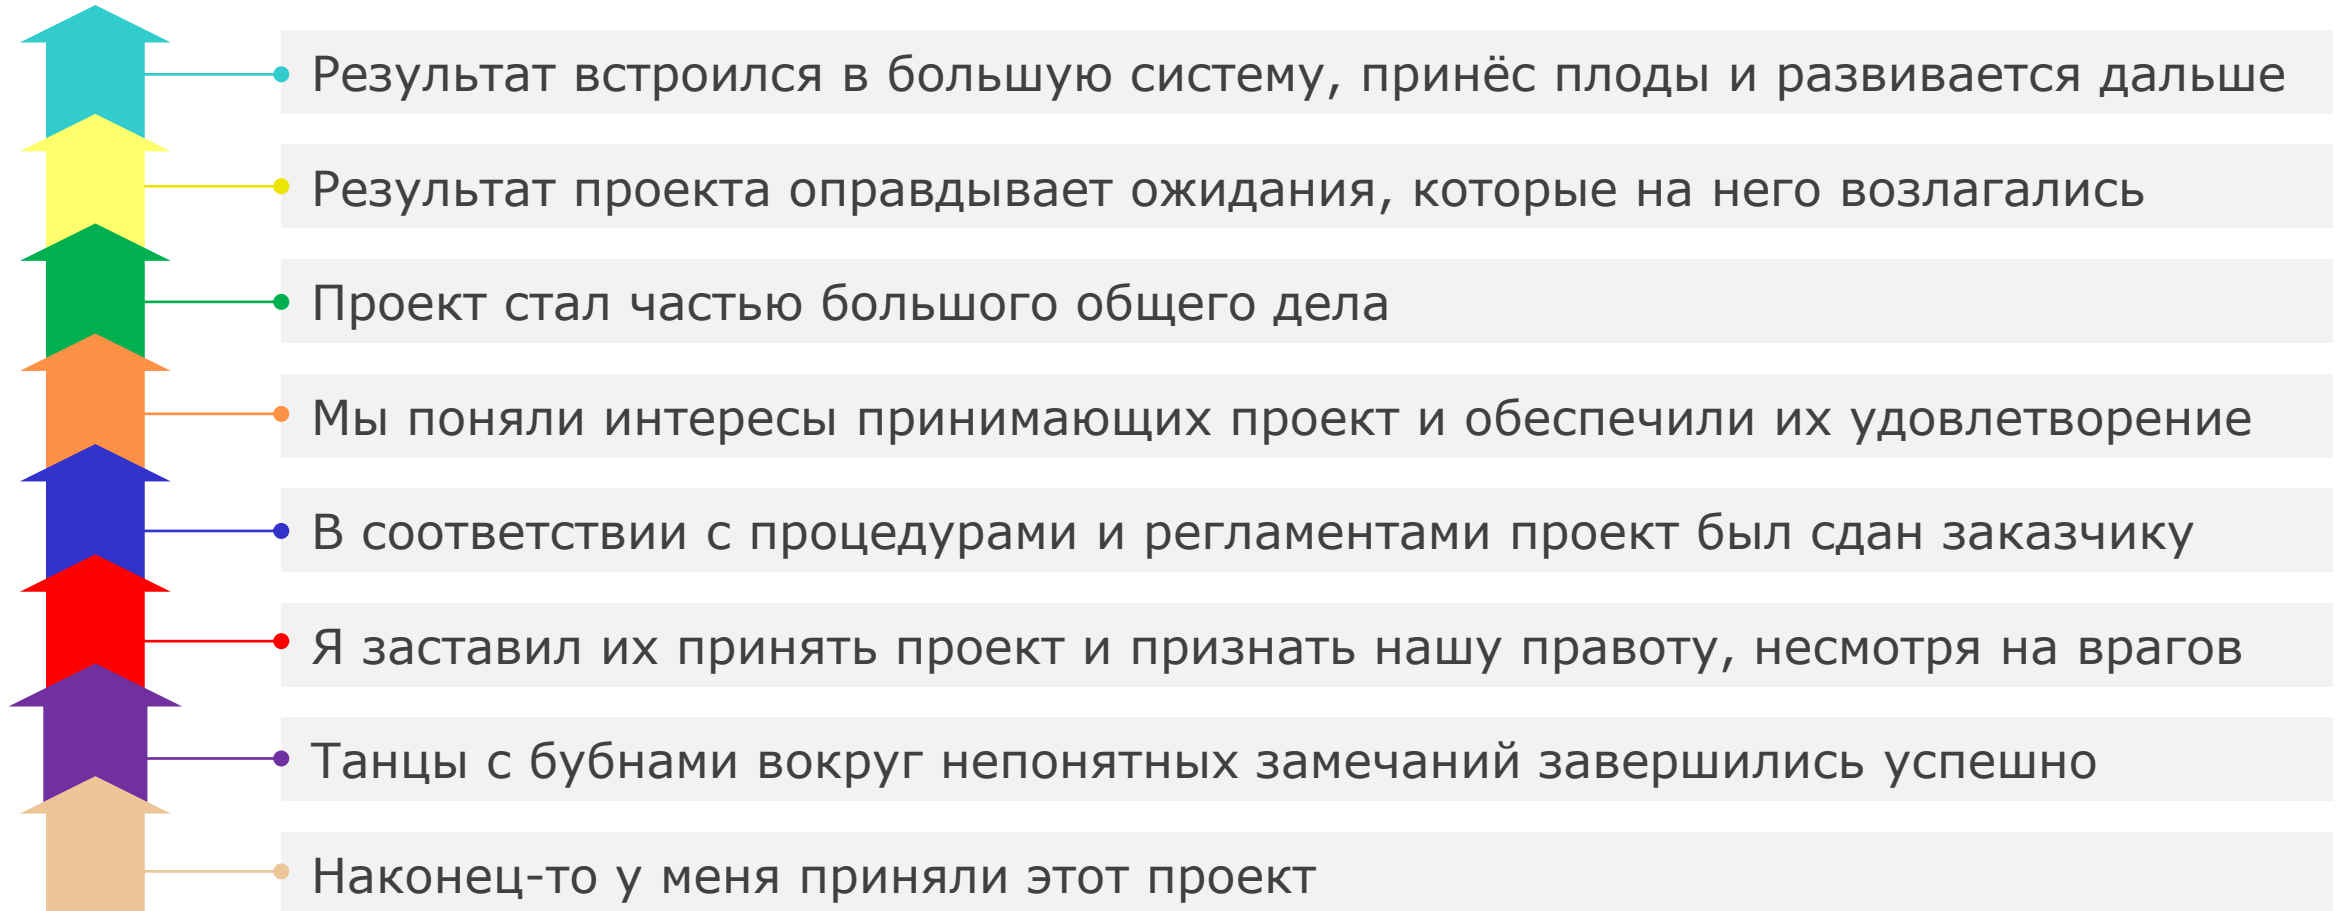 Результат встроился в большую систему, принёс плоды и развивается дальше
Результат проекта оправдывает ожидания, которые на него возлагались
Проект стал частью большого общего дела
Мы поняли интересы принимающих проект и обеспечили их удовлетворение
В соответствии с процедурами и регламентами проект был сдан заказчику
Я заставил их принять проект и признать нашу правоту, несмотря на врагов
Танцы с бубнами вокруг непонятных замечаний завершились успешно
Наконец-то у меня приняли этот проект